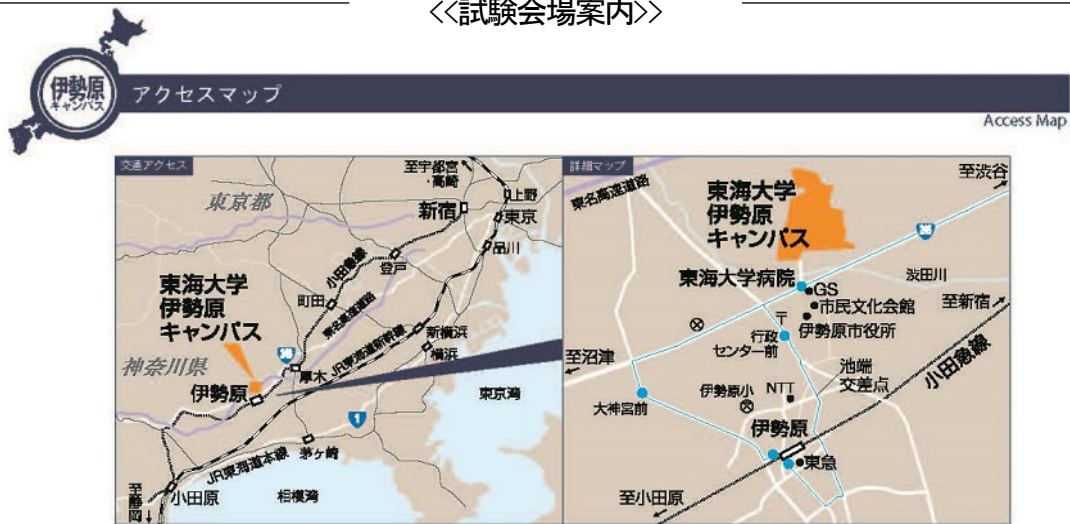 <<試験会場案内>>
伊勢原
キャンパス
アクセスマップ
Access Map
交通アクセス
至宇都宮
・高崎
上野
東京都
新宿
東京
品川
小田急線
登戸
東海大学
伊勢原
キャンパス
町田
東名高速道路
JR東海道新幹線
新横浜
横浜
神奈川県
厚木
伊勢原
東京湾
1
JR東海道本線
茅ヶ崎
至静岡
小田原
相模湾
詳細マップ
至渋谷
東名高速道路
東海大学
伊勢原
キャンパス
246
東海大学病院
渋田川
GS
市民文化会館
至新宿
〒
伊勢原市役所
行政
センター前
至沼津
池端
交差点
小田急線
伊勢原小
NTT
大神宮前
伊勢原
東急
至小田原